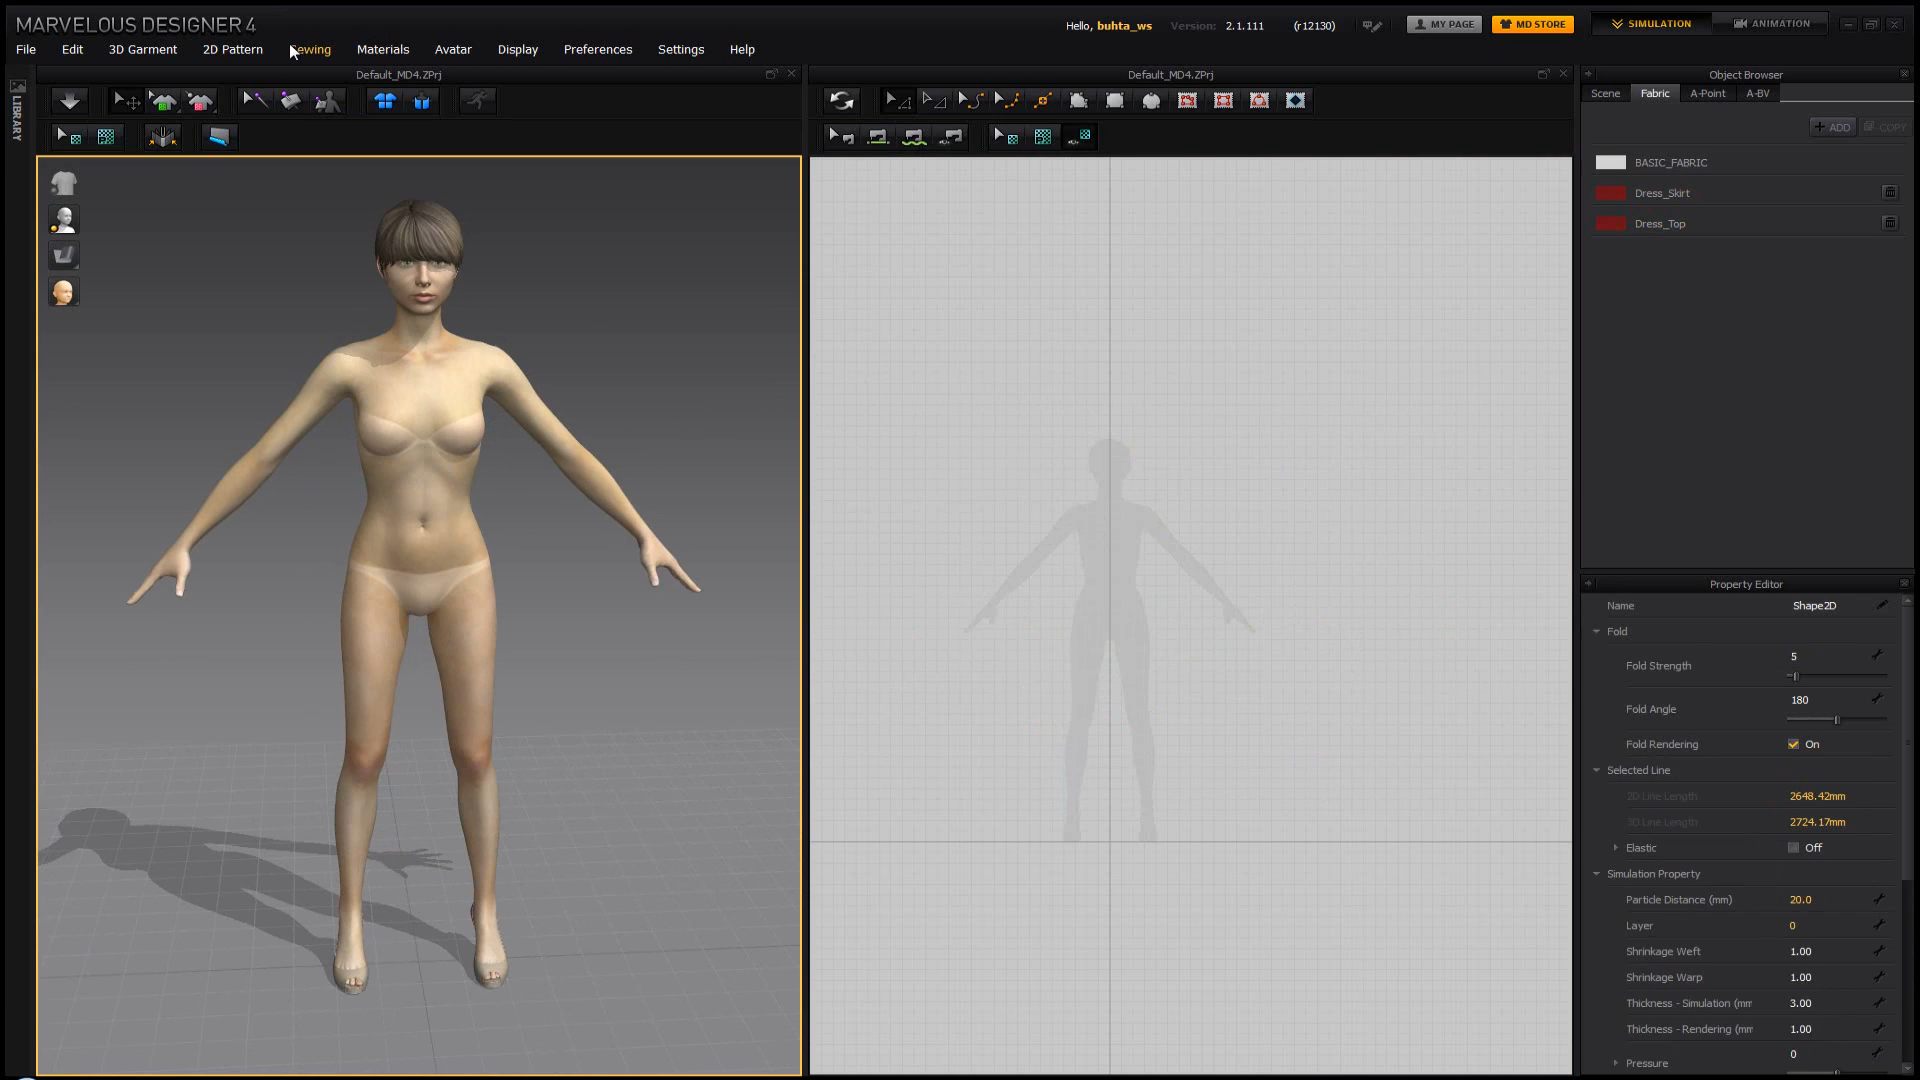 MARVELOUS DESIGNER 4
Hello, buhta_ws Version: 2.1.111 (r12130) MY PAGE MD STORE SIMULATION ANIMATION
File Edit 3D Garment 2D Pattern Sewing Materials Avatar Display Preferences Settings Help
Default_MD4.ZPrj Default_MD4.ZPrj Object Browser
LIBRARY
Scene Fabric A-Point A-BV
+ ADD COPY
BASIC_FABRIC
Dress_Skirt
Dress_Top
Property Editor
Name Shape2D
Fold
Fold Strength 5
Fold Angle 180
Fold Rendering On
Selected Line
2D Line Length 2648.42mm
3D Line Length 2724.17mm
Elastic Off
Simulation Property
Particle Distance (mm) 20.0
Layer 0
Shrinkage Weft 1.00
Shrinkage Warp 1.00
Thickness - Simulation (mm 3.00
Thickness - Rendering (mm 1.00
Pressure 0